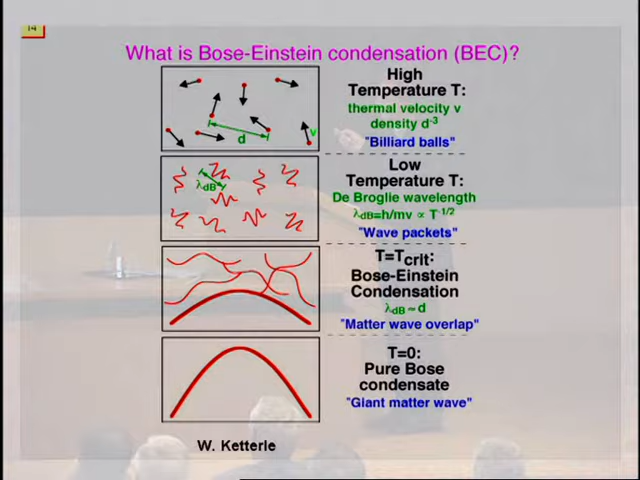 14
What is Bose-Einstein condensation (BEC)?
High
Temperature T:
thermal velocity v
density d⁻³
"Billiard balls"
v
d
Low
Temperature T:
De Broglie wavelength
λdB=h/mv ∝ T⁻¹/²
"Wave packets"
λdB
T=Tcrit:
Bose-Einstein
Condensation
λdB ≈ d
"Matter wave overlap"
T=0:
Pure Bose
condensate
"Giant matter wave"
W. Ketterle